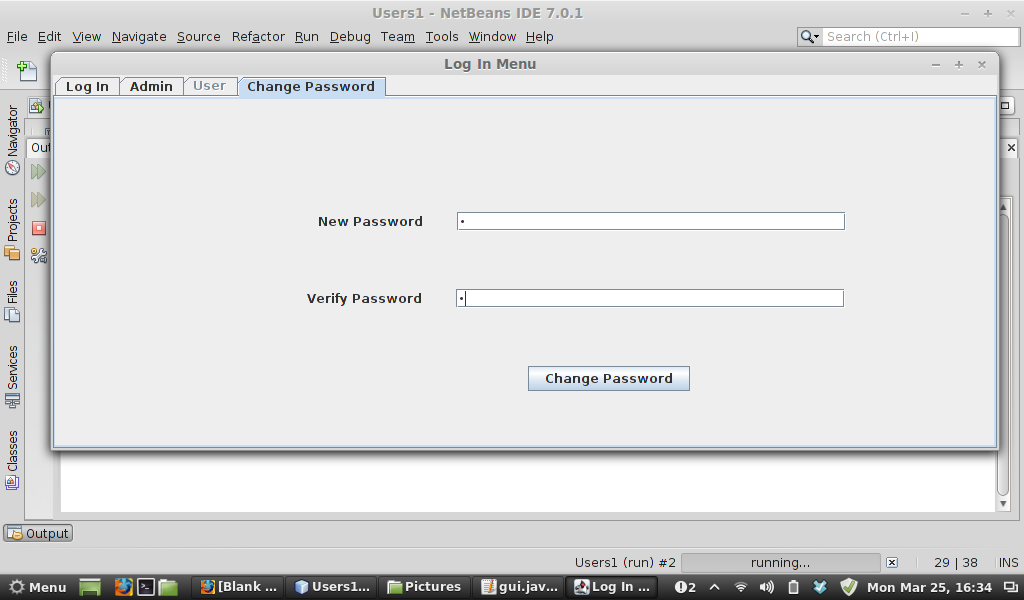 Users1 - NetBeans IDE 7.0.1
File Edit View Navigate Source Refactor Run Debug Team Tools Window Help
Search (Ctrl+I)
Log In Menu
Log In Admin User Change Password
Navigator
Projects
Files
Services
Classes
New Password
Verify Password
Change Password
Output
Users1 (run) #2 running... 29 | 38 INS
Menu [Blank ... Users1... Pictures gui.jav... Log In ... 2 Mon Mar 25, 16:34